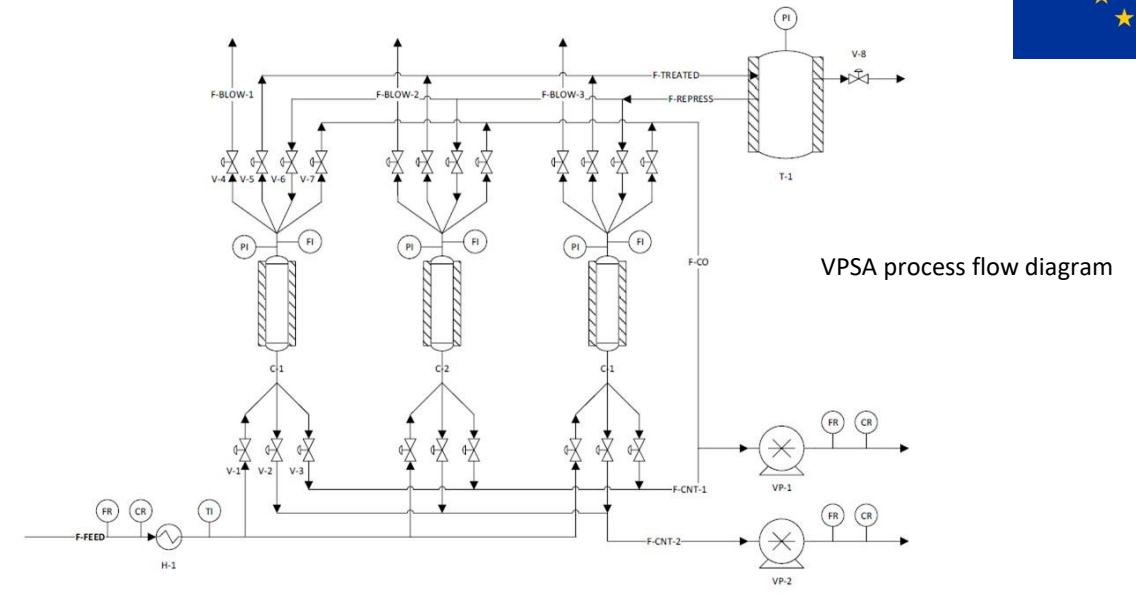 PI
V-8
F-TREATED
F-BLOW-1
F-BLOW-2
F-BLOW-3
F-REPRESS
V-4
V-5
V-6
V-7
T-1
PI
FI
PI
FI
PI
FI
F-CO
VPSA process flow diagram
C-1
C-2
C-1
FR
CR
V-1
V-2
V-3
F-CNT-1
VP-1
FR
CR
TI
FR
CR
F-FEED
F-CNT-2
H-1
VP-2